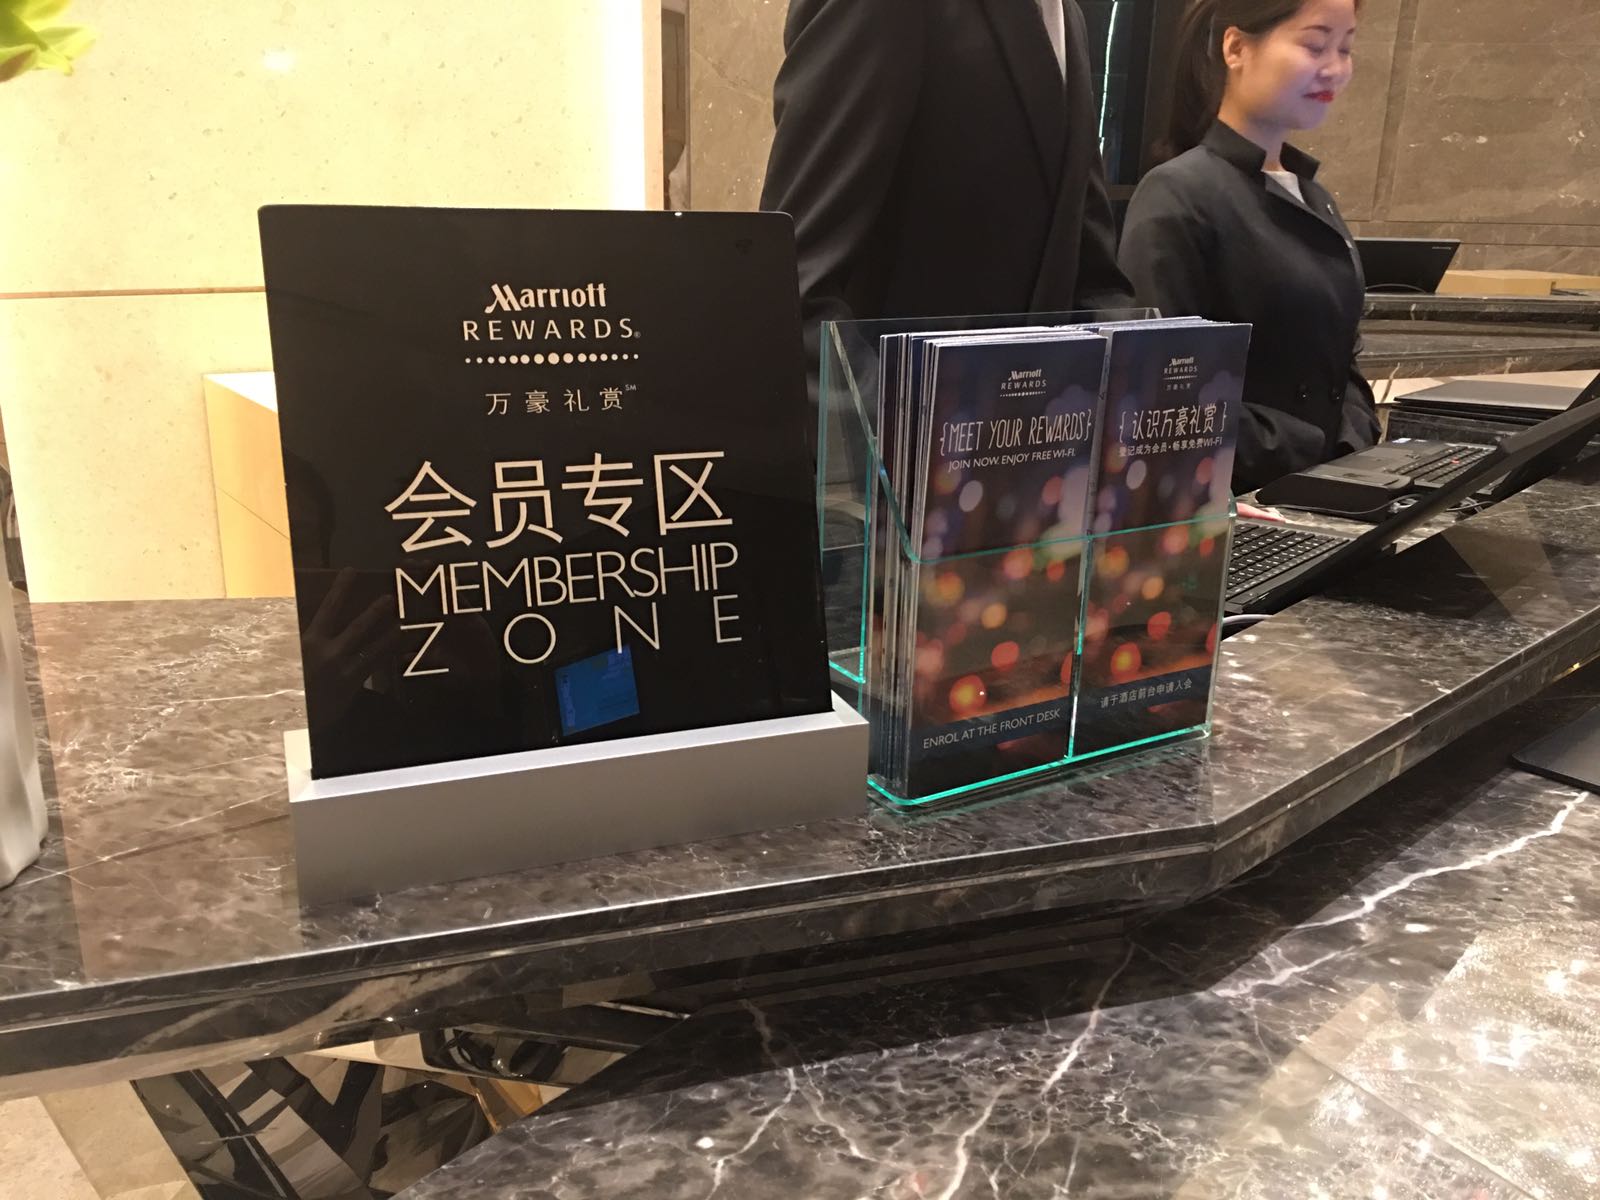 Marriott
REWARDS®
万豪礼赏℠
会员专区
MEMBERSHIP
ZONE
Marriott
REWARDS
{MEET YOUR REWARDS}
JOIN NOW. ENJOY FREE WI-FI.
ENROL AT THE FRONT DESK
Marriott
REWARDS
万豪礼赏
{ 认识万豪礼赏 }
登记成为会员·畅享免费WI-FI
请于酒店前台申请入会